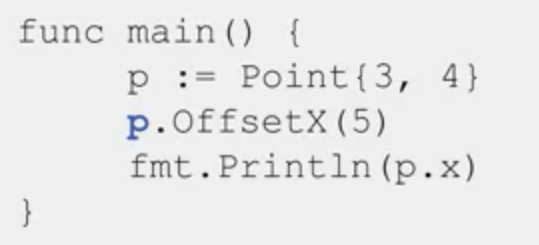 func main() {
p := Point{3, 4}
p.OffsetX(5)
fmt.Println(p.x)
}